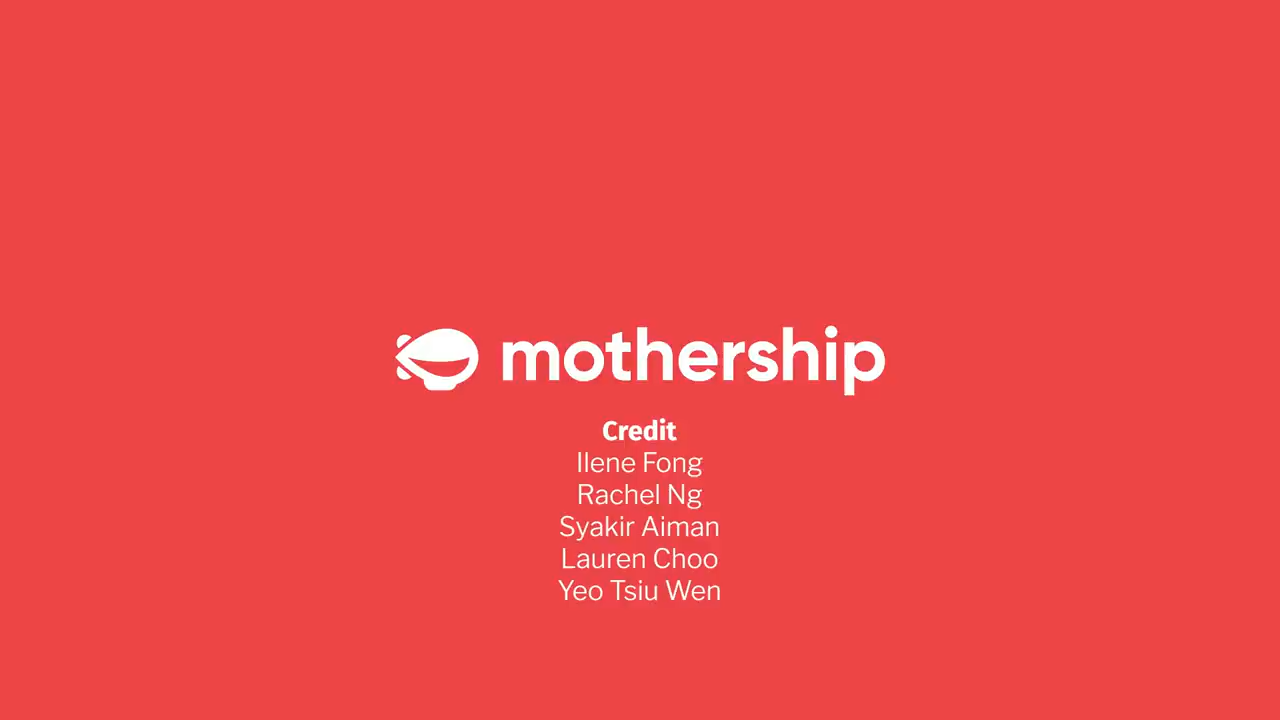 mothership
Credit
Ilene Fong
Rachel Ng
Syakir Aiman
Lauren Choo
Yeo Tsiu Wen